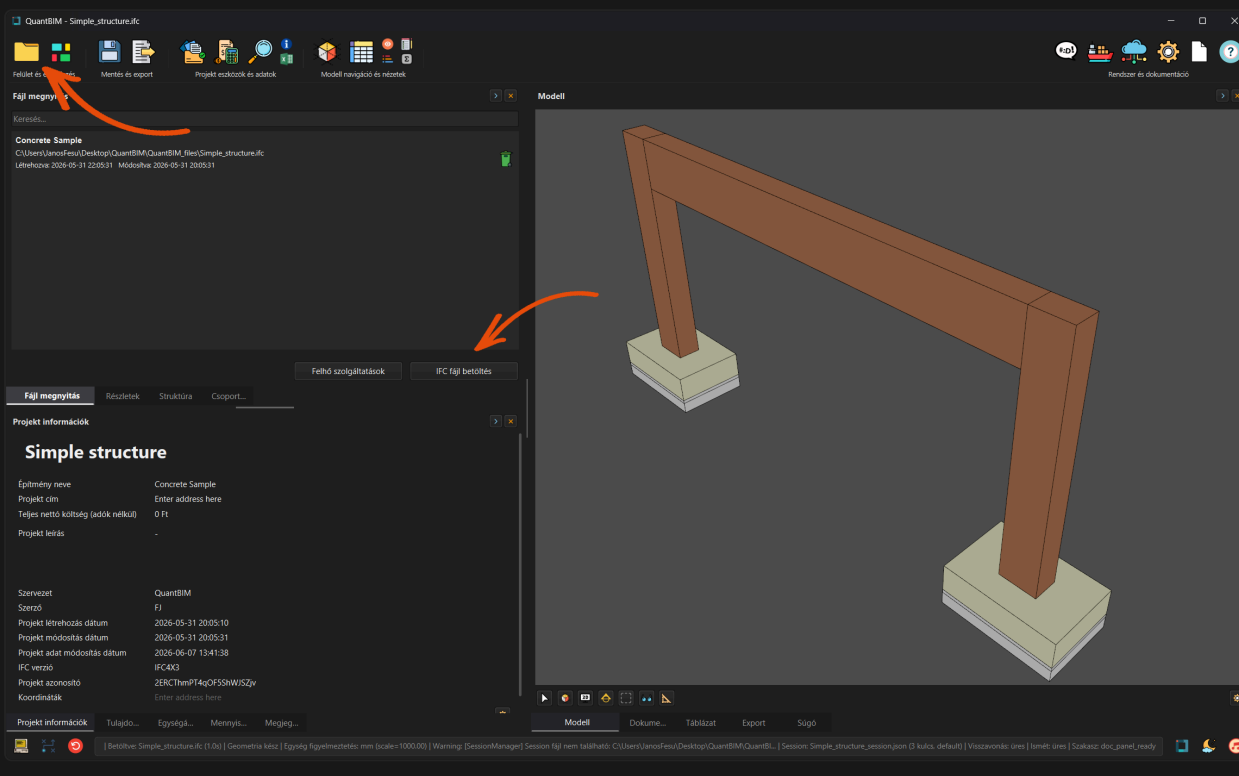 QuantBIM - Simple_structure.ifc
#:D!
Felület és
Mentés és export
Projekt eszközök és adatok
Modell navigáció és nézetek
Rendszer és dokumentáció
Fájl megnyitás
Keresés...
Concrete Sample
C:\Users\JanosFesu\Desktop\QuantBIM\QuantBIM_files\Simple_structure.ifc
Létrehozva: 2026-05-31 22:05:31 Módosítva: 2026-05-31 20:05:31
Felhő szolgáltatások
IFC fájl betöltés
Fájl megnyitás
Részletek
Struktúra
Csoport...
Projekt információk
Simple structure
Építmény neve Concrete Sample
Projekt cím Enter address here
Teljes nettó költség (adók nélkül) 0 Ft
Projekt leírás -
Szervezet QuantBIM
Szerző FJ
Projekt létrehozás dátum 2026-05-31 20:05:10
Projekt módosítás dátum 2026-05-31 20:05:31
Projekt adat módosítás dátum 2026-06-07 13:41:38
IFC verzió IFC4X3
Projekt azonosító 2ERCThmPT4qOF5ShWJSZjv
Koordináták Enter address here
Projekt információk
Tulajdo...
Egységá...
Mennyis...
Megjeg...
Modell
Modell
Dokume...
Táblázat
Export
Súgó
| Betöltve: Simple_structure.ifc (1.0s) | Geometria kész | Egység figyelmeztetés: mm (scale=1000.00) | Warning: [SessionManager] Session fájl nem található: C:\Users\JanosFesu\Desktop\QuantBIM\QuantBI... | Session: Simple_structure_session.json (3 kulcs, default) | Visszavonás: üres | Ismét: üres | Szakasz: doc_panel_ready